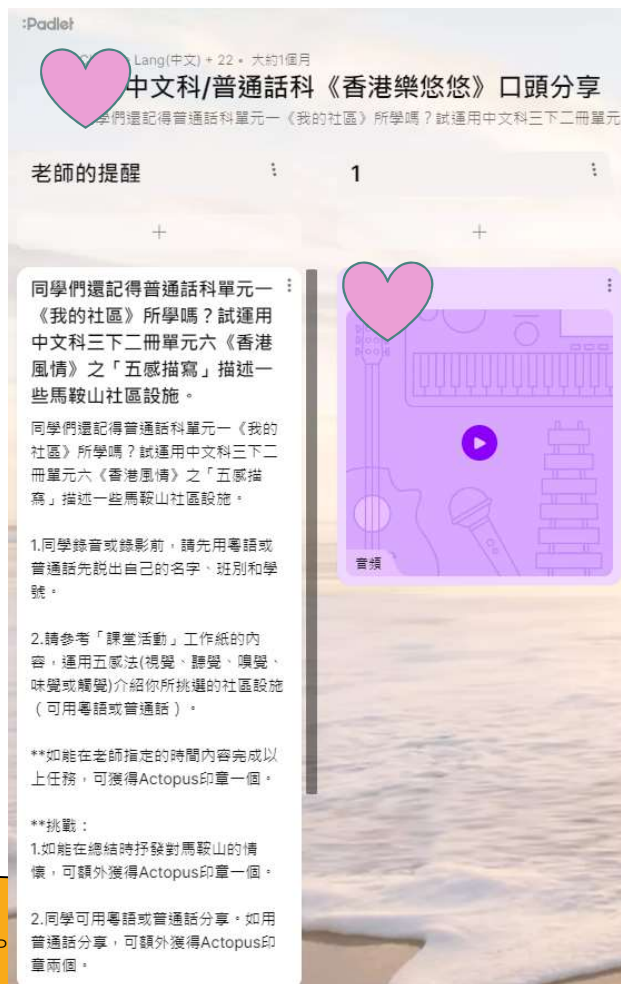 :Padlet
Lang(中文) + 22 • 大約1個月
中文科/普通話科《香港樂悠悠》口頭分享
學們還記得普通話科單元一《我的社區》所學嗎？試運用中文科三下二冊單元
老師的提醒
1
同學們還記得普通話科單元一
《我的社區》所學嗎？試運用
中文科三下二冊單元六《香港
風情》之「五感描寫」描述一
些馬鞍山社區設施。
同學們還記得普通話科單元一《我的
社區》所學嗎？試運用中文科三下二
冊單元六《香港風情》之「五感描
寫」描述一些馬鞍山社區設施。
1.同學錄音或錄影前，請先用粵語或
普通話先説出自己的名字、班別和學
號。
2.請參考「課堂活動」工作紙的內
容，運用五感法(視覺、聽覺、嗅覺、
味覺或觸覺)介紹你所挑選的社區設施
（可用粵語或普通話）。
**如能在老師指定的時間內容完成以
上任務，可獲得Actopus印章一個。
**挑戰：
1.如能在總結時抒發對馬鞍山的情
懷，可額外獲得Actopus印章一個。
2.同學可用粵語或普通話分享。如用
普通話分享，可額外獲得Actopus印
章兩個。
音頻